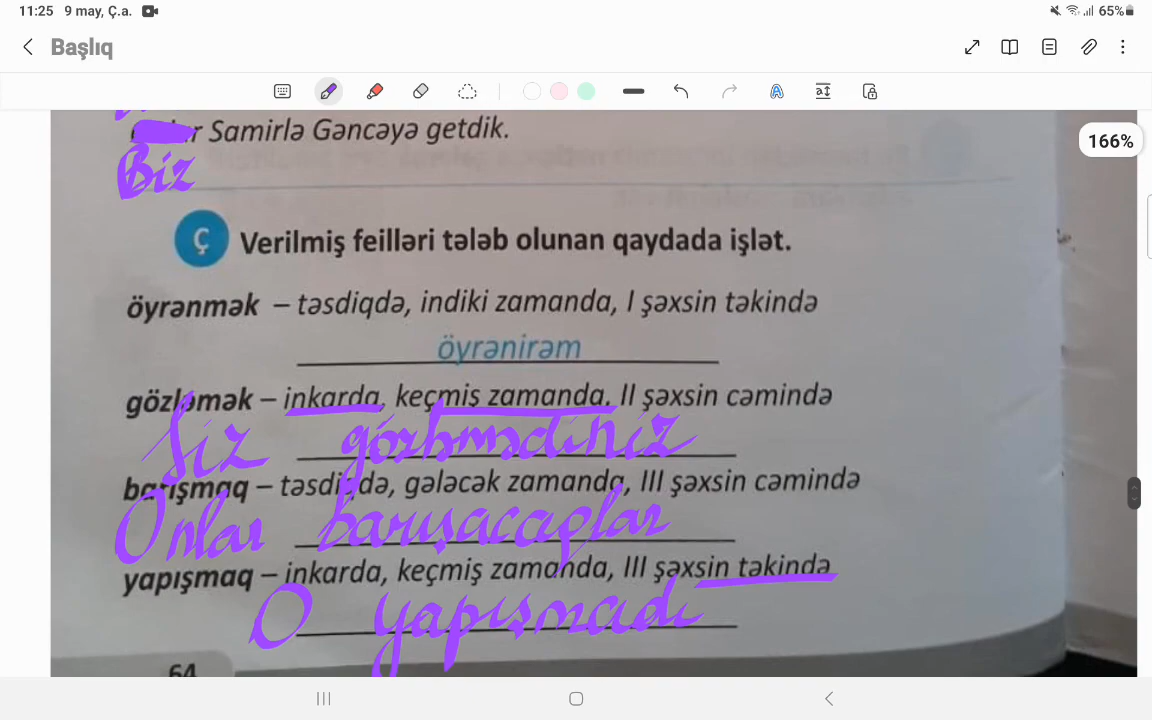 11:25 9 may, Ç.a. 65%
Başlıq
166%
Samirlə Gəncəyə getdik.
Biz
Ç Verilmiş feilləri tələb olunan qaydada işlət.
öyrənmək – təsdiqdə, indiki zamanda, I şəxsin təkində
öyrənirəm
gözləmək – inkarda, keçmiş zamanda, II şəxsin cəmində
Siz gözləmədiniz
barışmaq – təsdiqdə, gələcək zamanda, III şəxsin cəmində
Onlar barışacaqlar
yapışmaq – inkarda, keçmiş zamanda, III şəxsin təkində
O yapışmadı
64